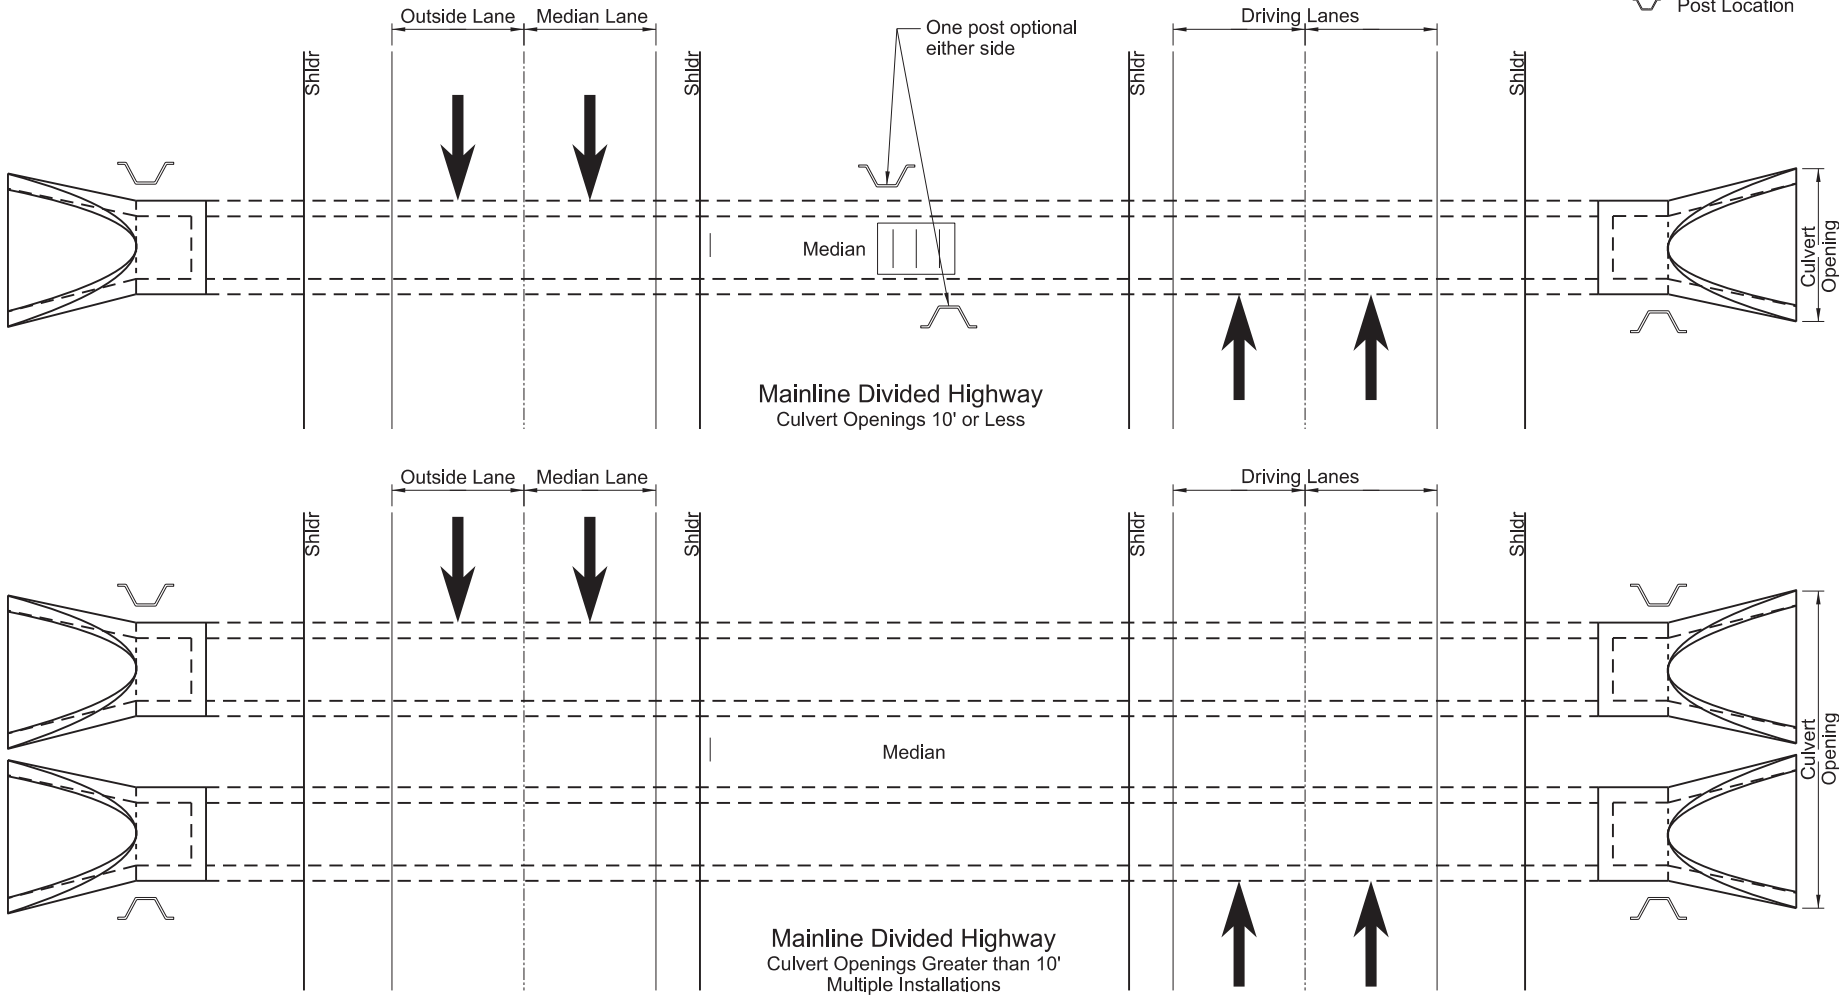 Post Location
Outside Lane
Median Lane
One post optional
either side
Driving Lanes
Shldr
Shldr
Shldr
Shldr
Median
Culvert
Opening
Mainline Divided Highway
Culvert Openings 10' or Less
Outside Lane
Median Lane
Driving Lanes
Shldr
Shldr
Shldr
Shldr
Median
Culvert
Opening
Mainline Divided Highway
Culvert Openings Greater than 10'
Multiple Installations